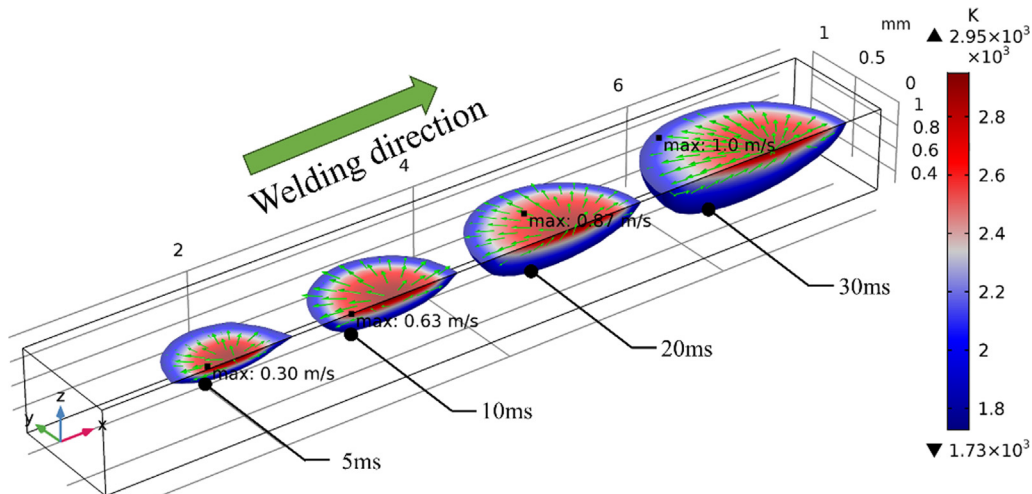 K
mm
▲ 2.95×10³
×10³
1
0.5
0
1
0.8
0.6
0.4
6
4
2
Welding direction
max: 1.0 m/s
max: 0.87 m/s
max: 0.63 m/s
max: 0.30 m/s
30ms
20ms
10ms
5ms
z
y
x
2.8
2.6
2.4
2.2
2
1.8
▼ 1.73×10³